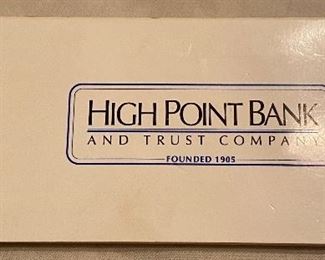 HIGH POINT BANK
AND TRUST COMPANY
FOUNDED 1905